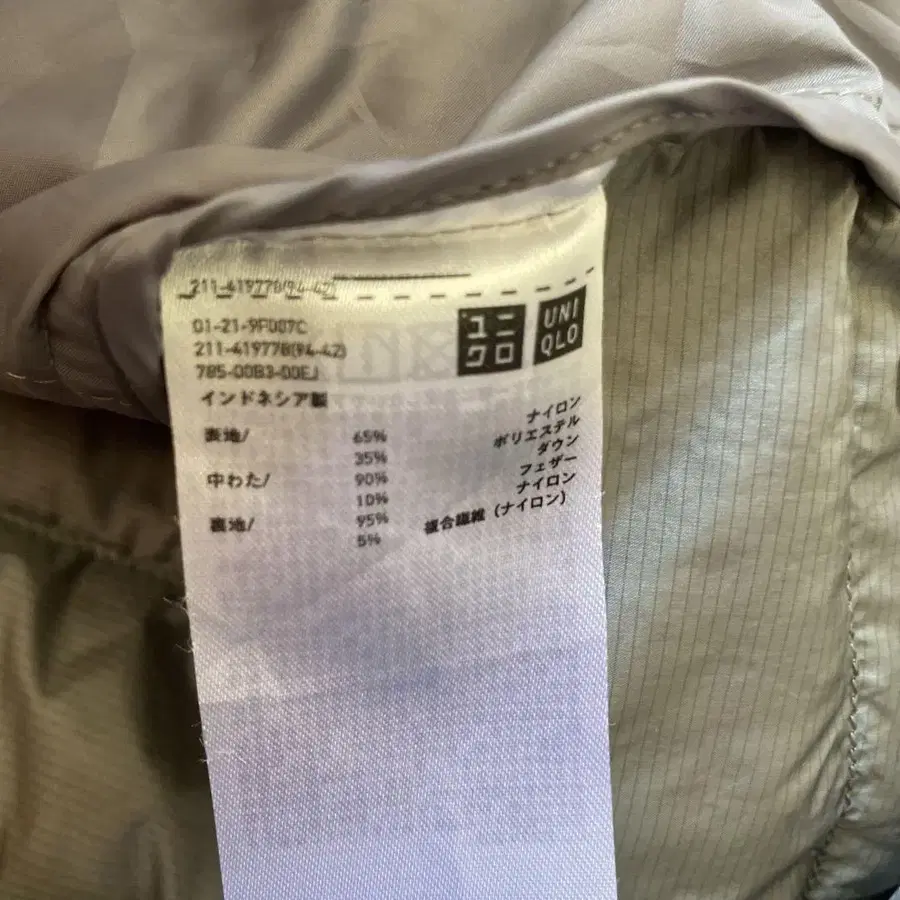 211-419778(94-42)
01-21-9F007C
211-419778(94-42)
785-00B3-00EJ
ユニクロ
UNIQLO
インドネシア製
表地/ 65% ナイロン
35% ポリエステル
中わた/ 90% ダウン
10% フェザー
裏地/ 95% ナイロン
5% 複合繊維(ナイロン)